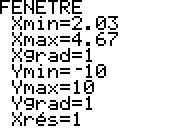 FENETRE
Xmin=2.03
Xmax=4.67
Xgrad=1
Ymin=-10
Ymax=10
Ygrad=1
Xrés=1